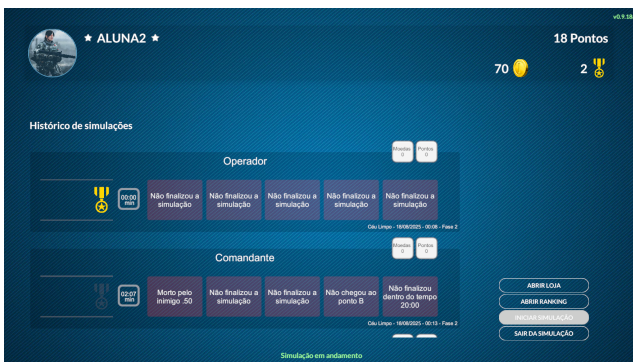 v0.9.18
★ ALUNA2 ★
18 Pontos
70
2
Histórico de simulações
Moedas
0
Pontos
0
Operador
00:00
min
Não finalizou a
simulação
Não finalizou a
simulação
Não finalizou a
simulação
Não finalizou a
simulação
Não finalizou a
simulação
Céu Limpo - 18/08/2025 - 00:08 - Fase 2
Moedas
0
Pontos
0
Comandante
02:07
min
Morto pelo
inimigo .50
Não finalizou a
simulação
Não finalizou a
simulação
Não chegou ao
ponto B
Não finalizou
dentro do tempo
20:00
Céu Limpo - 18/08/2025 - 00:13 - Fase 2
ABRIR LOJA
ABRIR RANKING
INICIAR SIMULAÇÃO
SAIR DA SIMULAÇÃO
Simulação em andamento